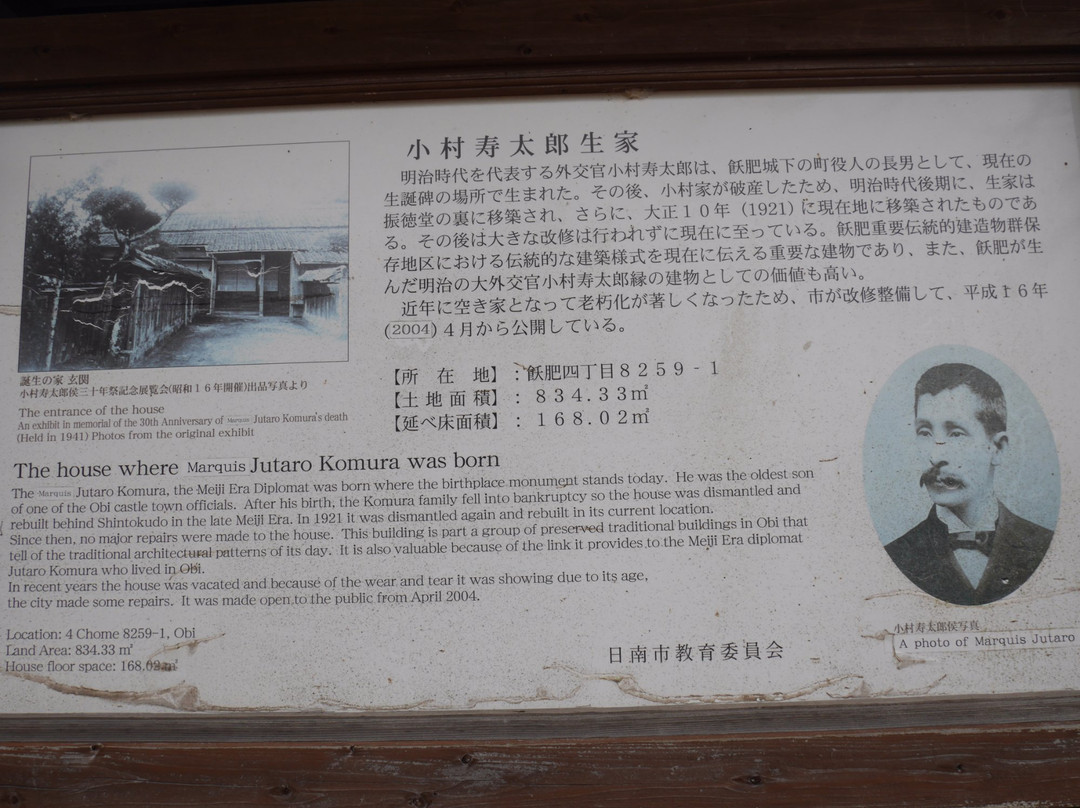 小村寿太郎生家
明治時代を代表する外交官小村寿太郎は、飫肥城下の町役人の長男として、現在の
生誕碑の場所で生まれた。その後、小村家が破産したため、明治時代後期に、生家は
振徳堂の裏に移築され、さらに、大正１０年（1921）に現在地に移築されたものであ
る。その後は大きな改修は行われずに現在に至っている。飫肥重要伝統的建造物群保
存地区における伝統的な建築様式を現在に伝える重要な建物であり、また、飫肥が生
んだ明治の大外交官小村寿太郎縁の建物としての価値も高い。
近年に空き家となって老朽化が著しくなったため、市が改修整備して、平成１６年
(2004)４月から公開している。
誕生の家 玄関
小村寿太郎侯三十年祭記念展覧会(昭和１６年開催)出品写真より
The entrance of the house
An exhibit in memorial of the 30th Anniversary of Marquis Jutaro Komura's death
(Held in 1941) Photos from the original exhibit
【所 在 地】：飫肥四丁目８２５９－１
【土地面積】：８３４.３３㎡
【延べ床面積】：１６８.０２㎡
The house where Marquis Jutaro Komura was born
The Marquis Jutaro Komura, the Meiji Era Diplomat was born where the birthplace monument stands today. He was the oldest son
of one of the Obi castle town officials. After his birth, the Komura family fell into bankruptcy so the house was dismantled and
rebuilt behind Shintokudo in the late Meiji Era. In 1921 it was dismantled again and rebuilt in its current location.
Since then, no major repairs were made to the house. This building is part a group of preserved traditional buildings in Obi that
tell of the traditional architectural patterns of its day. It is also valuable because of the link it provides to the Meiji Era diplomat
Jutaro Komura who lived in Obi.
In recent years the house was vacated and because of the wear and tear it was showing due to its age,
the city made some repairs. It was made open to the public from April 2004.
Location: 4 Chome 8259-1, Obi
Land Area: 834.33 ㎡
House floor space: 168.02㎡
日南市教育委員会
小村寿太郎侯写真
A photo of Marquis Jutaro